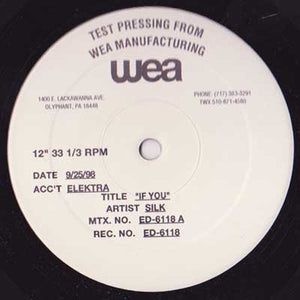 TEST PRESSING FROM
WEA MANUFACTURING
wea
1400 E. LACKAWANNA AVE.
OLYPHANT, PA 18448
PHONE: (717) 383-3291
TWX 510-671-4580
12" 33 1/3 RPM
DATE 9/25/98
ACC'T ELEKTRA
TITLE "IF YOU"
ARTIST SILK
MTX. NO. ED-6118 A
REC. NO. ED-6118